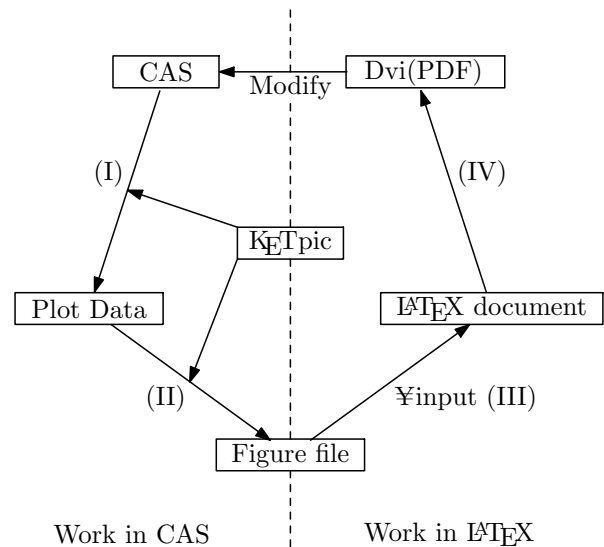 CAS
Dvi(PDF)
Modify
(I)
(IV)
KETpic
Plot Data
LATEX document
(II)
¥input (III)
Figure file
Work in CAS
Work in LATEX